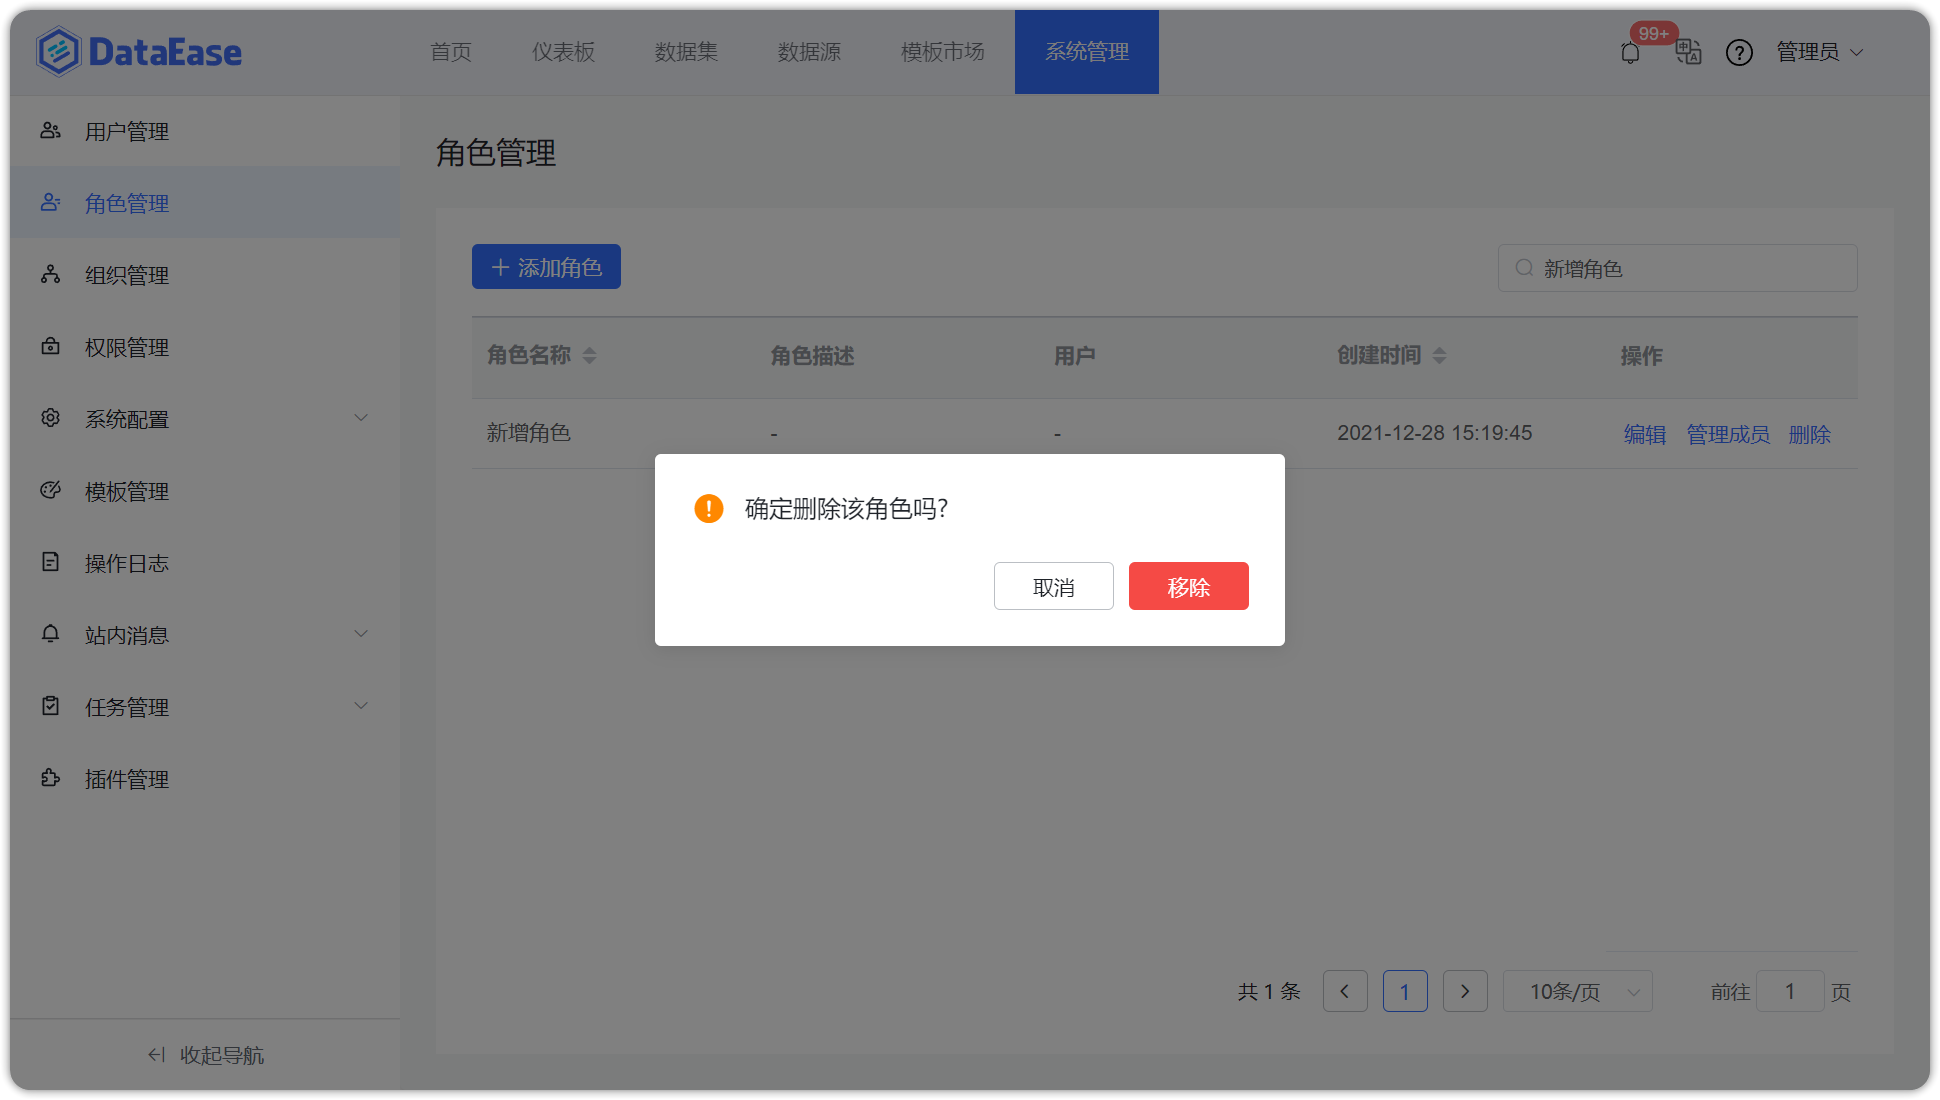 DataEase 首页 仪表板 数据集 数据源 模板市场 系统管理 99+ 中 A ? 管理员
用户管理
角色管理
组织管理
权限管理
系统配置
模板管理
操作日志
站内消息
任务管理
插件管理
收起导航
角色管理
添加角色 新增角色
角色名称 角色描述 用户 创建时间 操作
新增角色 - - 2021-12-28 15:19:45 编辑 管理成员 删除
确定删除该角色吗?
取消 移除
共 1 条 1 10条/页 前往 1 页